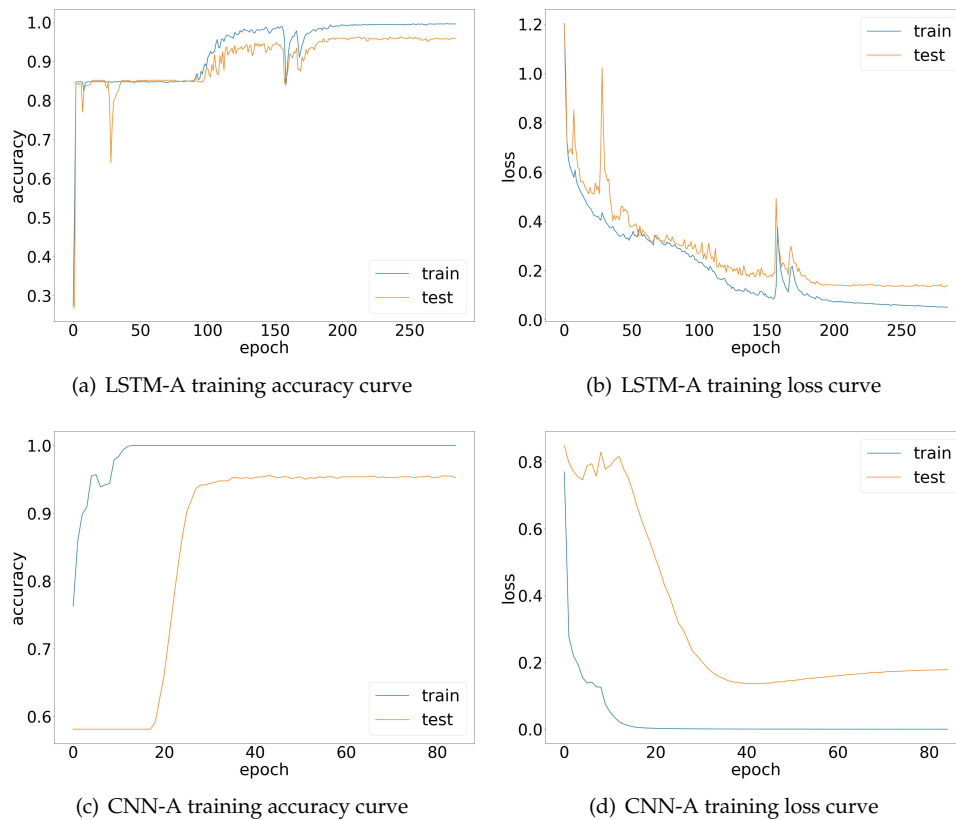 1.0
0.9
0.8
0.7
0.6
0.5
0.4
0.3
accuracy
0 50 100 150 200 250
epoch
train
test
(a) LSTM-A training accuracy curve
1.2
1.0
0.8
0.6
0.4
0.2
0.0
loss
0 50 100 150 200 250
epoch
train
test
(b) LSTM-A training loss curve
1.0
0.9
0.8
0.7
0.6
accuracy
0 20 40 60 80
epoch
train
test
(c) CNN-A training accuracy curve
0.8
0.6
0.4
0.2
0.0
loss
0 20 40 60 80
epoch
train
test
(d) CNN-A training loss curve